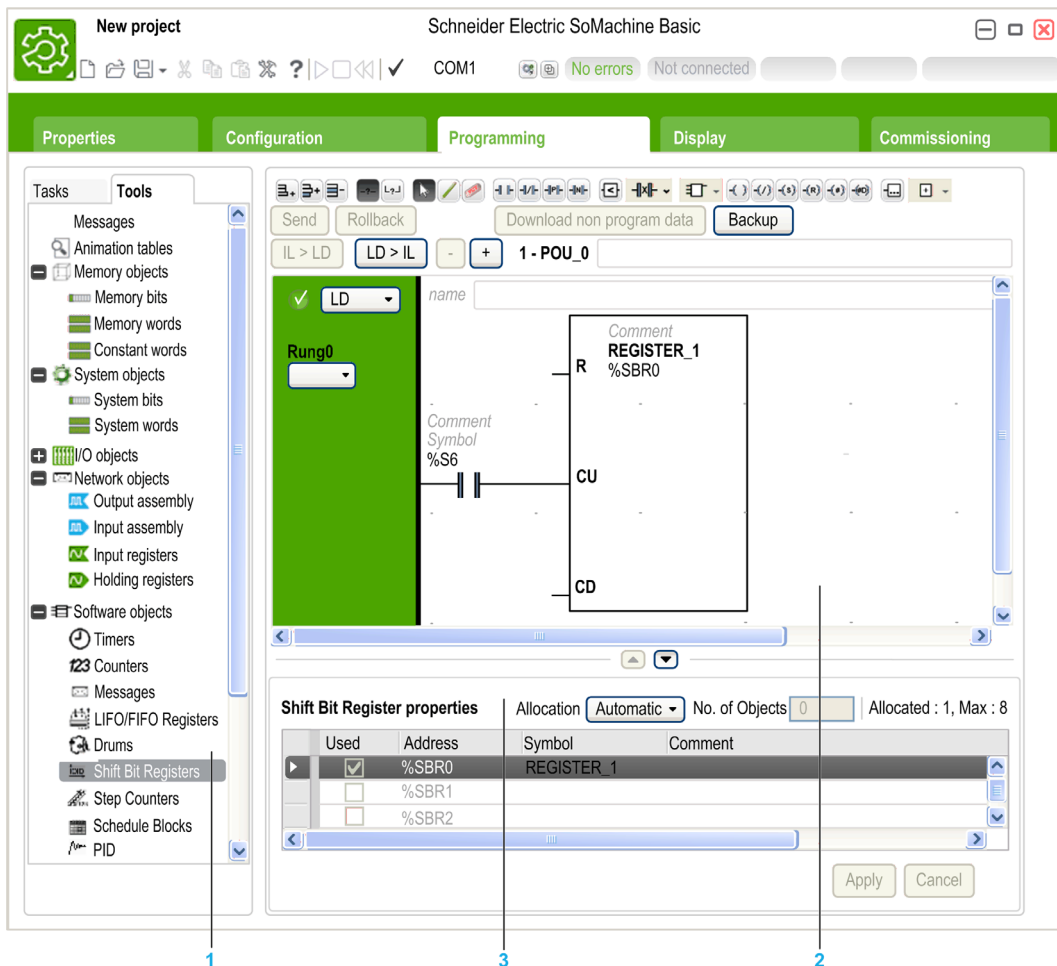 New project
Schneider Electric SoMachine Basic
COM1
No errors
Not connected
Properties
Configuration
Programming
Display
Commissioning
Tasks
Tools
Messages
Animation tables
Memory objects
Memory bits
Memory words
Constant words
System objects
System bits
System words
I/O objects
Network objects
Output assembly
Input assembly
Input registers
Holding registers
Software objects
Timers
123 Counters
Messages
LIFO/FIFO Registers
Drums
Shift Bit Registers
Step Counters
Schedule Blocks
PID
Send
Rollback
Download non program data
Backup
IL > LD
LD > IL
-
+
1 - POU_0
LD
name
Rung0
Comment
REGISTER_1
%SBR0
R
Comment
Symbol
%S6
CU
CD
Shift Bit Register properties
Allocation
Automatic
No. of Objects
0
Allocated : 1, Max : 8
Used Address Symbol Comment
%SBR0 REGISTER_1
%SBR1
%SBR2
Apply
Cancel
1
3
2